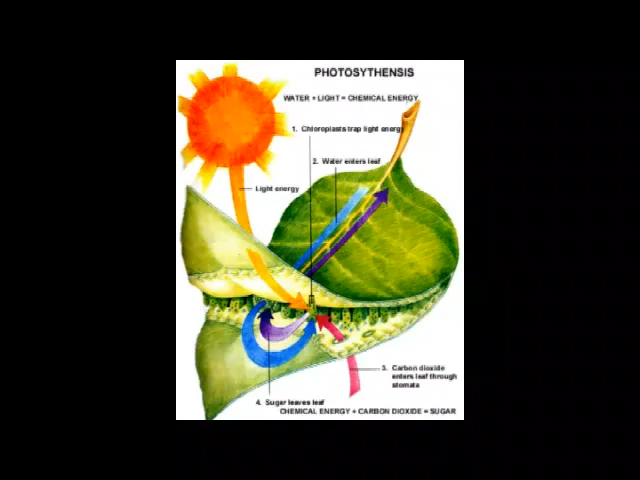 PHOTOSYTHENSIS
WATER + LIGHT = CHEMICAL ENERGY
1. Chloroplasts trap light energy
2. Water enters leaf
Light energy
3. Carbon dioxide
enters leaf through
stomata
4. Sugar leaves leaf
CHEMICAL ENERGY + CARBON DIOXIDE = SUGAR